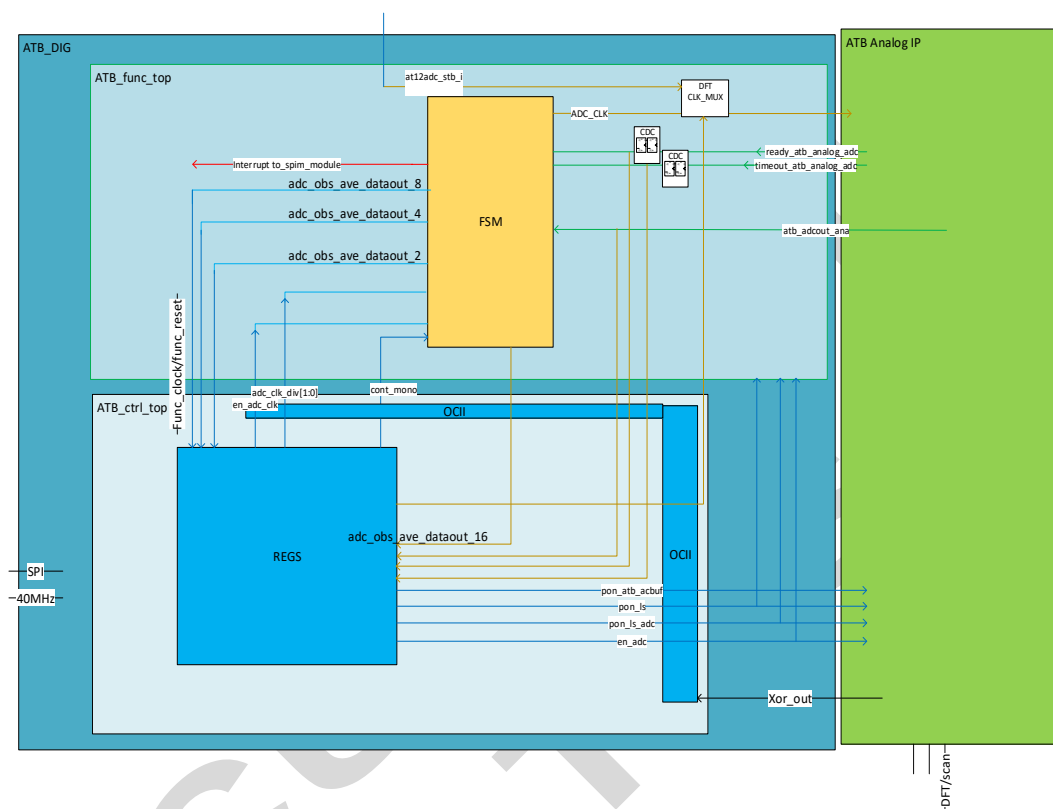 ATB_DIG
ATB Analog IP
ATB_func_top
at12adc_stb_i
DFT
CLK_MUX
ADC_CLK
CDC
CDC
ready_atb_analog_adc
timeout_atb_analog_adc
Interrupt to_spim_module
adc_obs_ave_dataout_8
adc_obs_ave_dataout_4
FSM
atb_adcout_ana
adc_obs_ave_dataout_2
Func_clock/func_reset
adc_clk_div[1:0]
cont_mono
en_adc_clk
ATB_ctrl_top
OCII
adc_obs_ave_dataout_16
REGS
OCII
SPI
40MHz
pon_atb_acbuf
pon_ls
pon_ls_adc
en_adc
Xor_out
DFT/scan